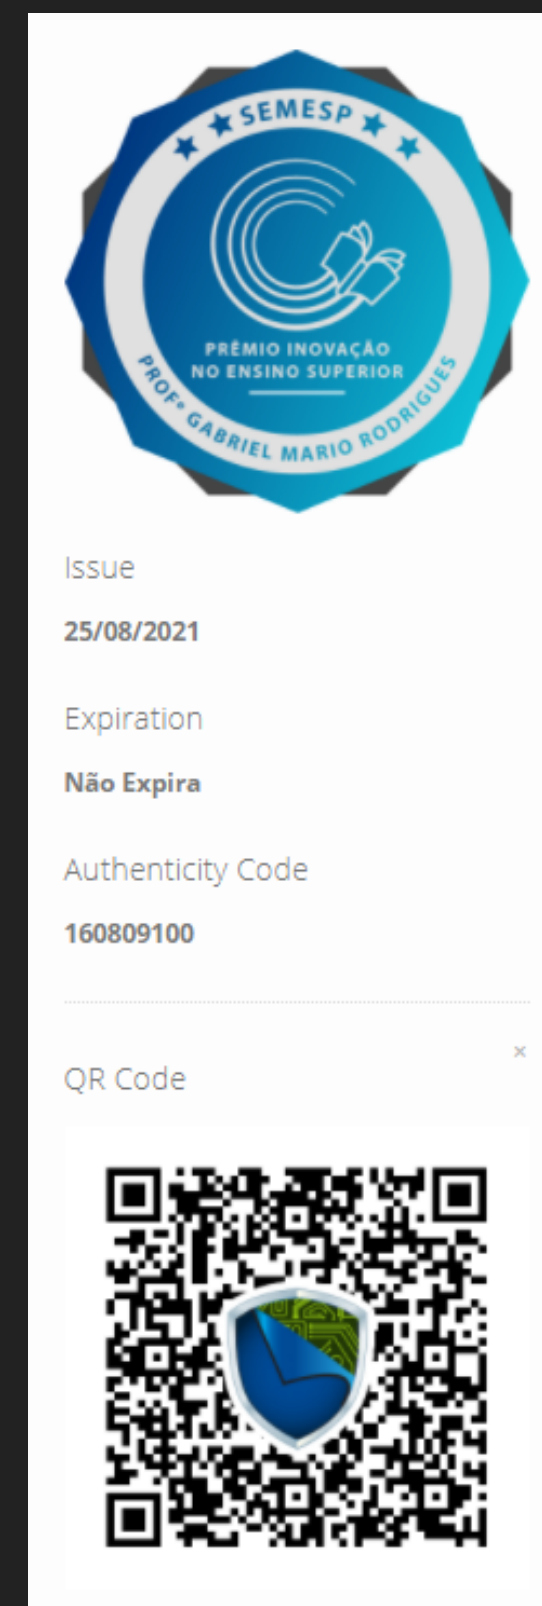 SEMESP
PRÊMIO INOVAÇÃO
NO ENSINO SUPERIOR
PROFº GABRIEL MARIO RODRIGUES
Issue
25/08/2021
Expiration
Não Expira
Authenticity Code
160809100
×
QR Code